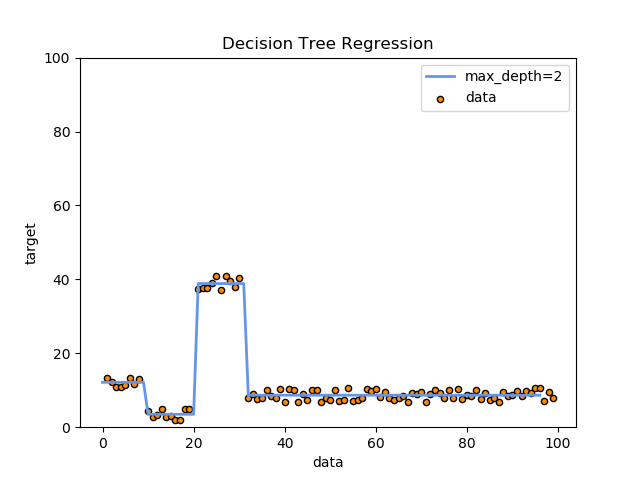 Decision Tree Regression
100
80
60
40
20
0
target
max_depth=2
data
0 20 40 60 80 100
data